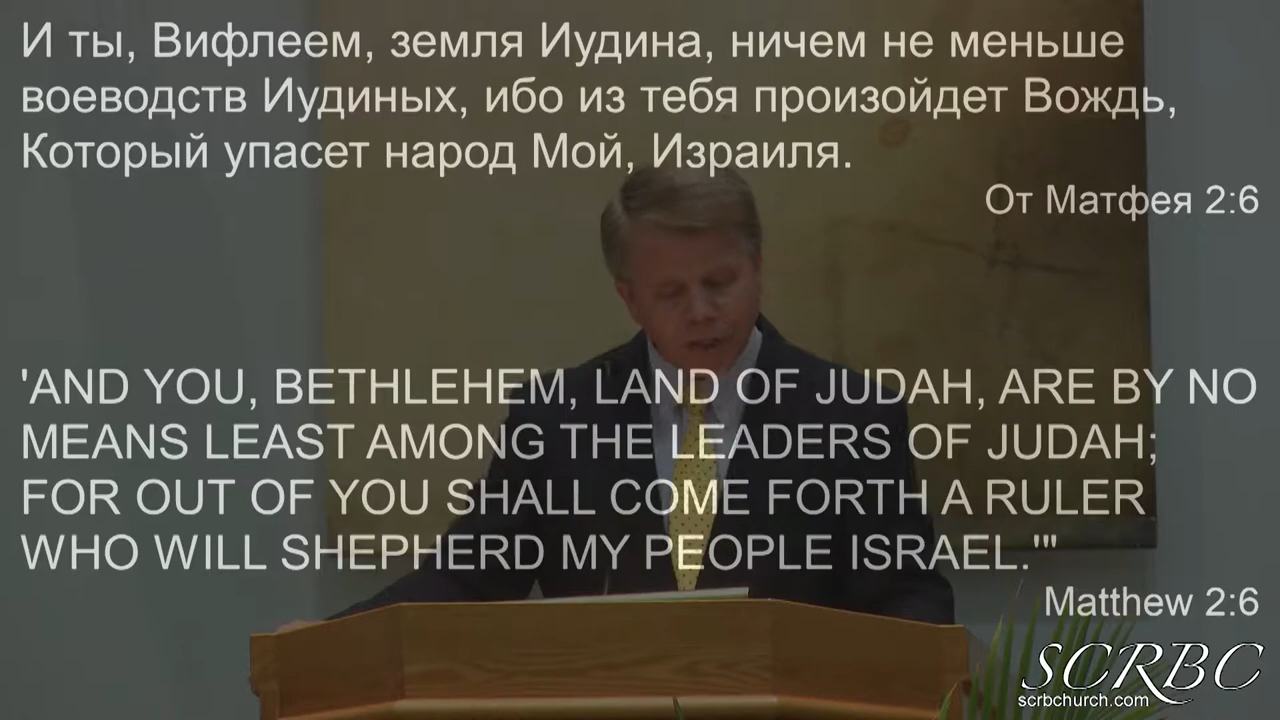 И ты, Вифлеем, земля Иудина, ничем не меньше
воеводств Иудиных, ибо из тебя произойдет Вождь,
Который упасет народ Мой, Израиля.
От Матфея 2:6
'AND YOU, BETHLEHEM, LAND OF JUDAH, ARE BY NO
MEANS LEAST AMONG THE LEADERS OF JUDAH;
FOR OUT OF YOU SHALL COME FORTH A RULER
WHO WILL SHEPHERD MY PEOPLE ISRAEL.'"
Matthew 2:6
SCRBC
scrbchurch.com